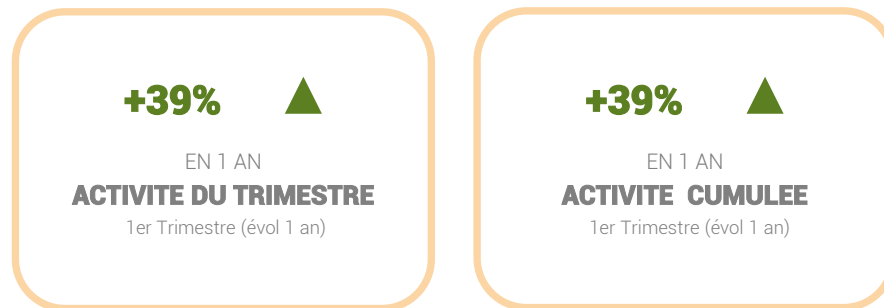 +39%
EN 1 AN
ACTIVITE DU TRIMESTRE
1er Trimestre (évol 1 an)
+39%
EN 1 AN
ACTIVITE  CUMULEE
1er Trimestre (évol 1 an)